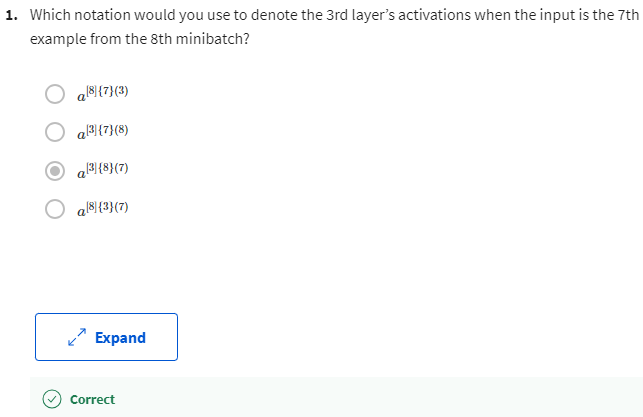 1. Which notation would you use to denote the 3rd layer’s activations when the input is the 7th
example from the 8th minibatch?
a[8]{7}(3)
a[3]{7}(8)
a[3]{8}(7)
a[8]{3}(7)
Expand
Correct